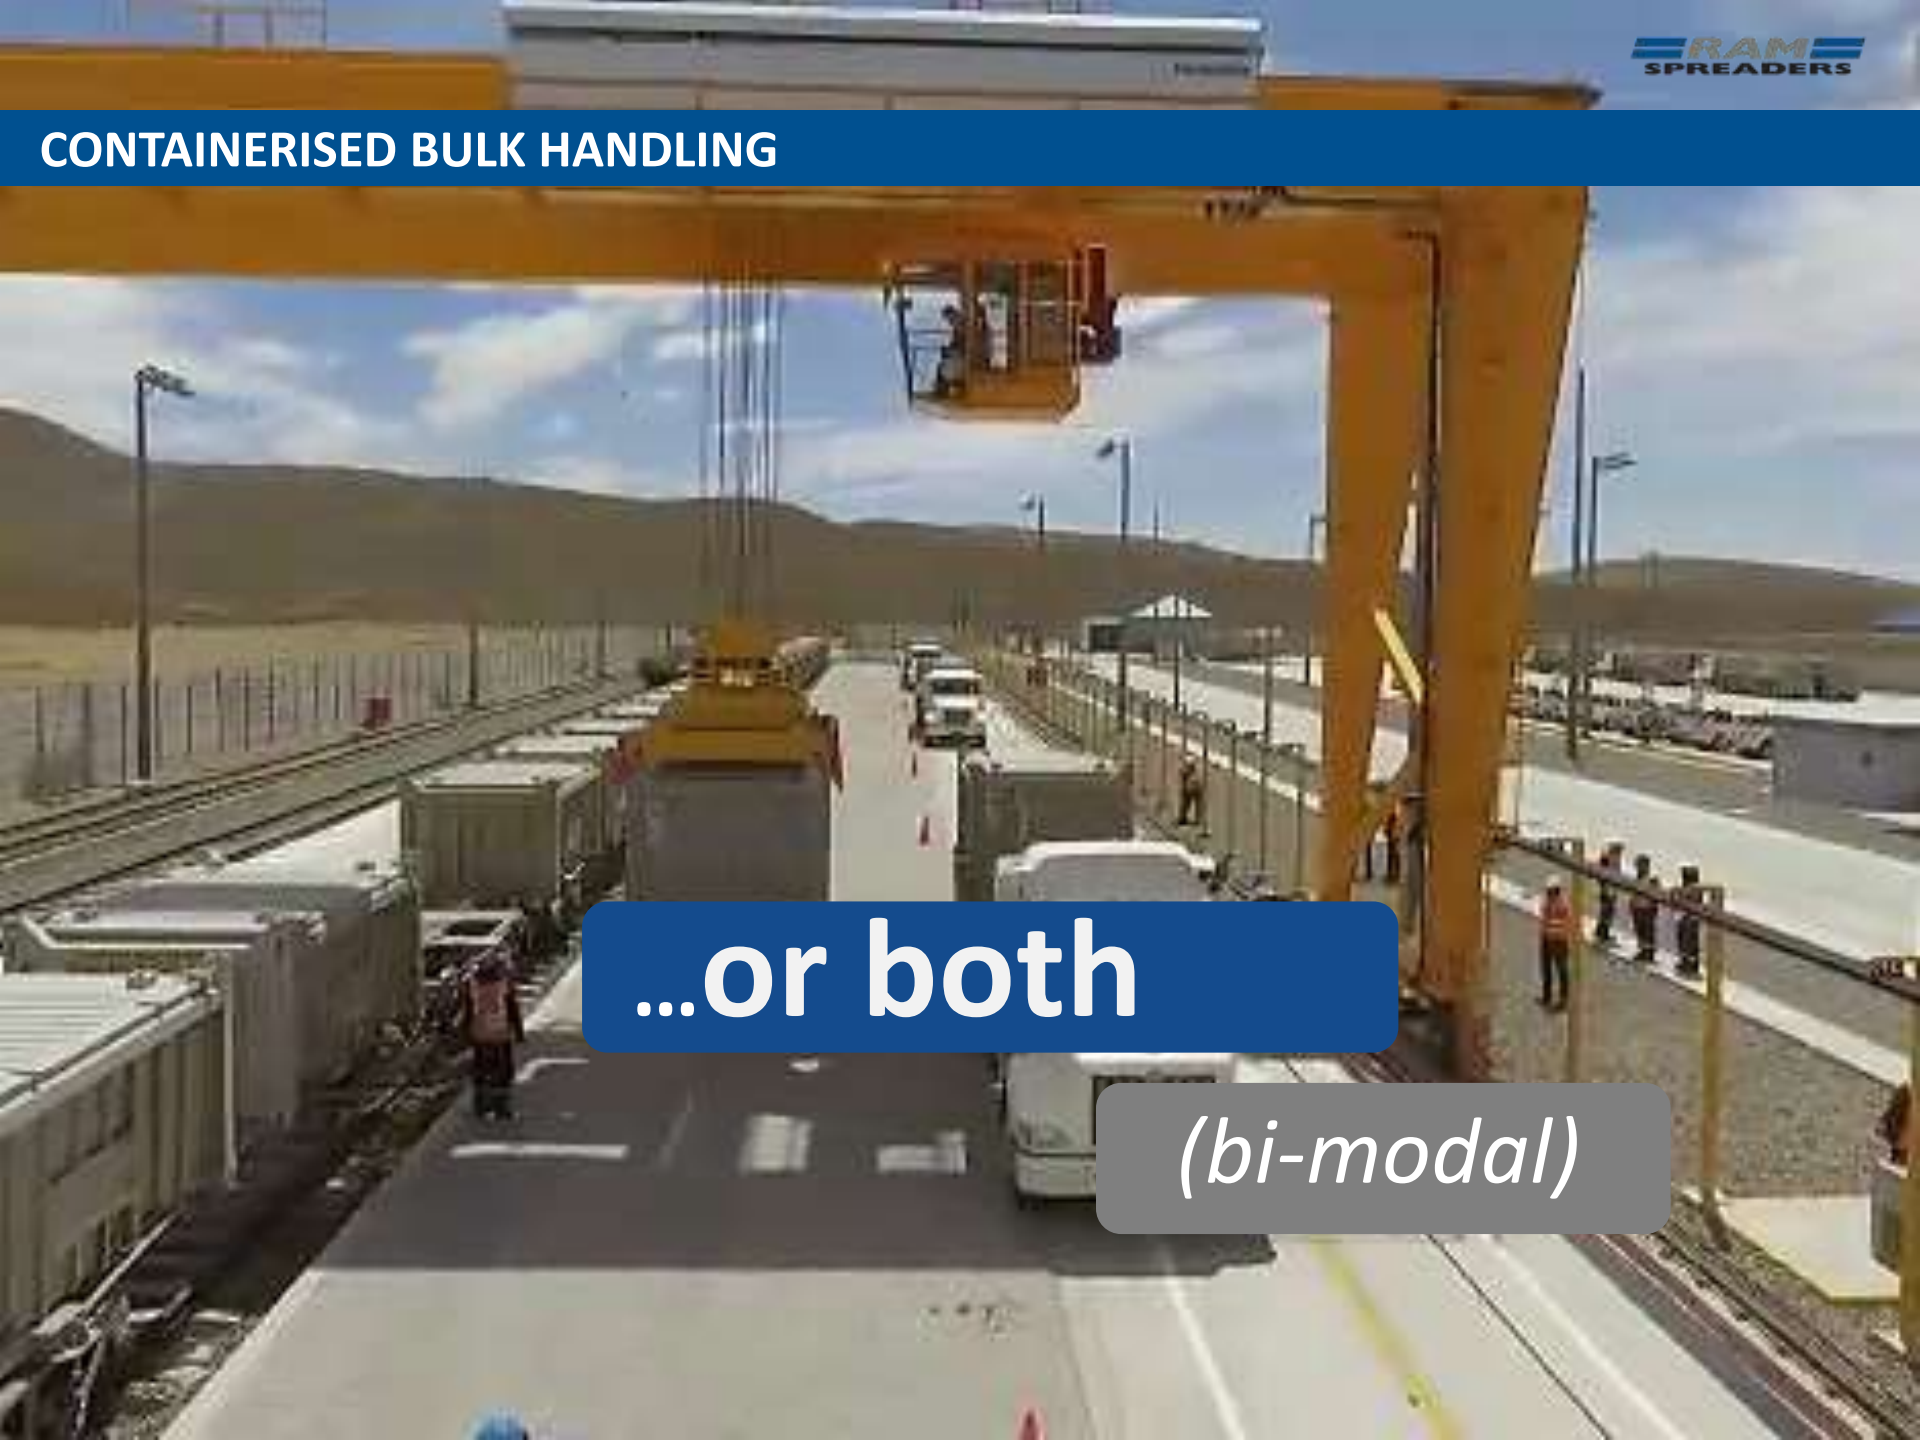 RAM
SPREADERS
CONTAINERISED BULK HANDLING
...or both
(bi-modal)